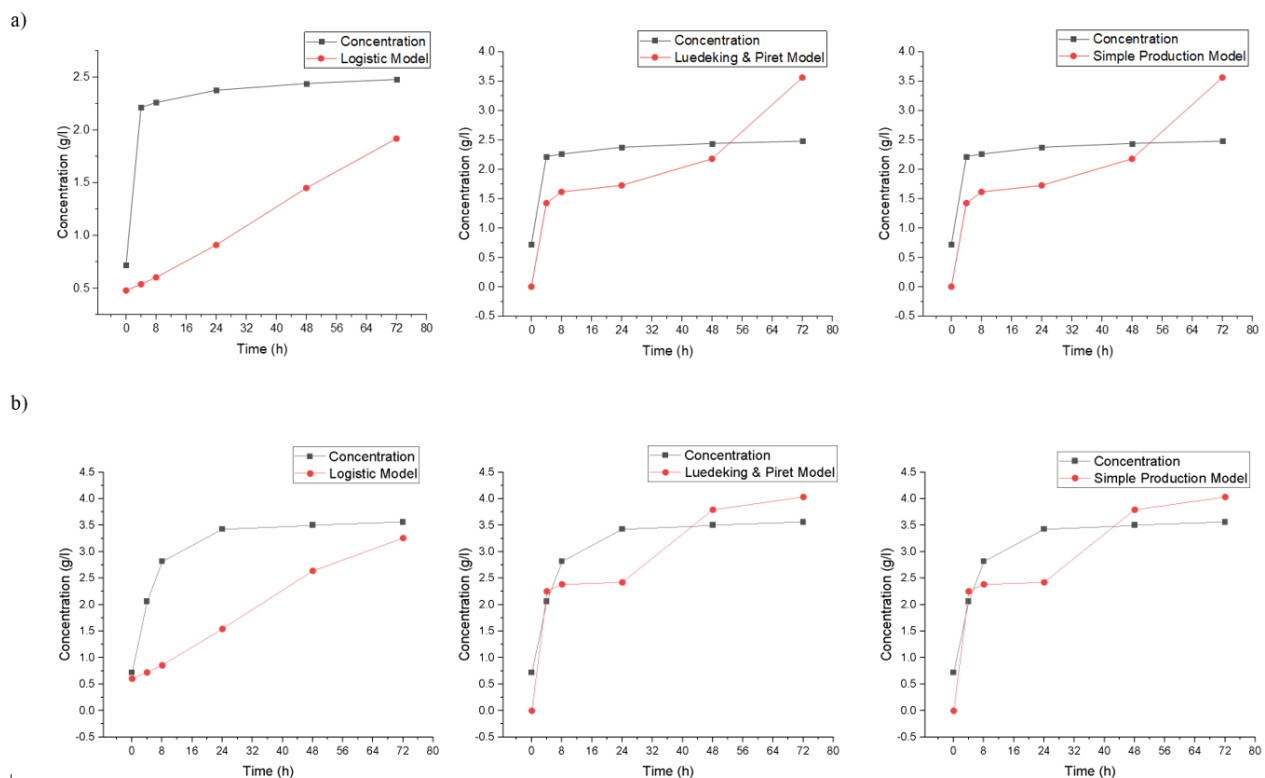 a)
Concentration
Logistic Model
2.5
2.0
1.5
1.0
0.5
Concentration (g/l)
0 8 16 24 32 40 48 56 64 72 80
Time (h)
Concentration
Luedeking & Piret Model
4.0
3.5
3.0
2.5
2.0
1.5
1.0
0.5
0.0
-0.5
Concentration (g/l)
0 8 16 24 32 40 48 56 64 72 80
Time (h)
Concentration
Simple Production Model
4.0
3.5
3.0
2.5
2.0
1.5
1.0
0.5
0.0
-0.5
Concentration (g/l)
0 8 16 24 32 40 48 56 64 72 80
Time (h)
b)
Concentration
Logistic Model
4.5
4.0
3.5
3.0
2.5
2.0
1.5
1.0
0.5
0.0
-0.5
Concentration (g/l)
0 8 16 24 32 40 48 56 64 72 80
Time (h)
Concentration
Luedeking & Piret Model
4.5
4.0
3.5
3.0
2.5
2.0
1.5
1.0
0.5
0.0
-0.5
Concentration (g/l)
0 8 16 24 32 40 48 56 64 72 80
Time (h)
Concentration
Simple Production Model
4.5
4.0
3.5
3.0
2.5
2.0
1.5
1.0
0.5
0.0
-0.5
Concentration (g/l)
0 8 16 24 32 40 48 56 64 72 80
Time (h)